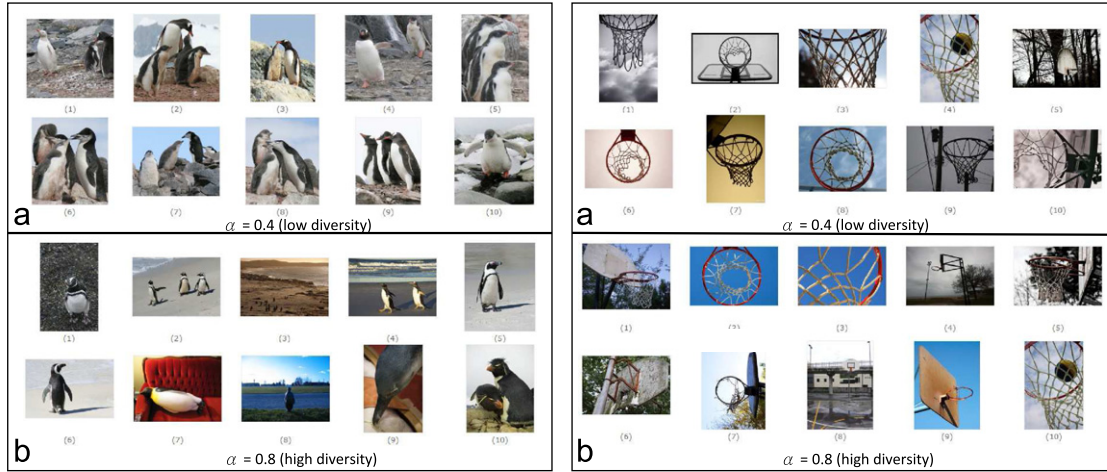 (1) (2) (3) (4) (5)
(6) (7) (8) (9) (10)
a α = 0.4 (low diversity)
(1) (2) (3) (4) (5)
(6) (7) (8) (9) (10)
b α = 0.8 (high diversity)
(1) (2) (3) (4) (5)
(6) (7) (8) (9) (10)
a α = 0.4 (low diversity)
(1) (2) (3) (4) (5)
(6) (7) (8) (9) (10)
b α = 0.8 (high diversity)